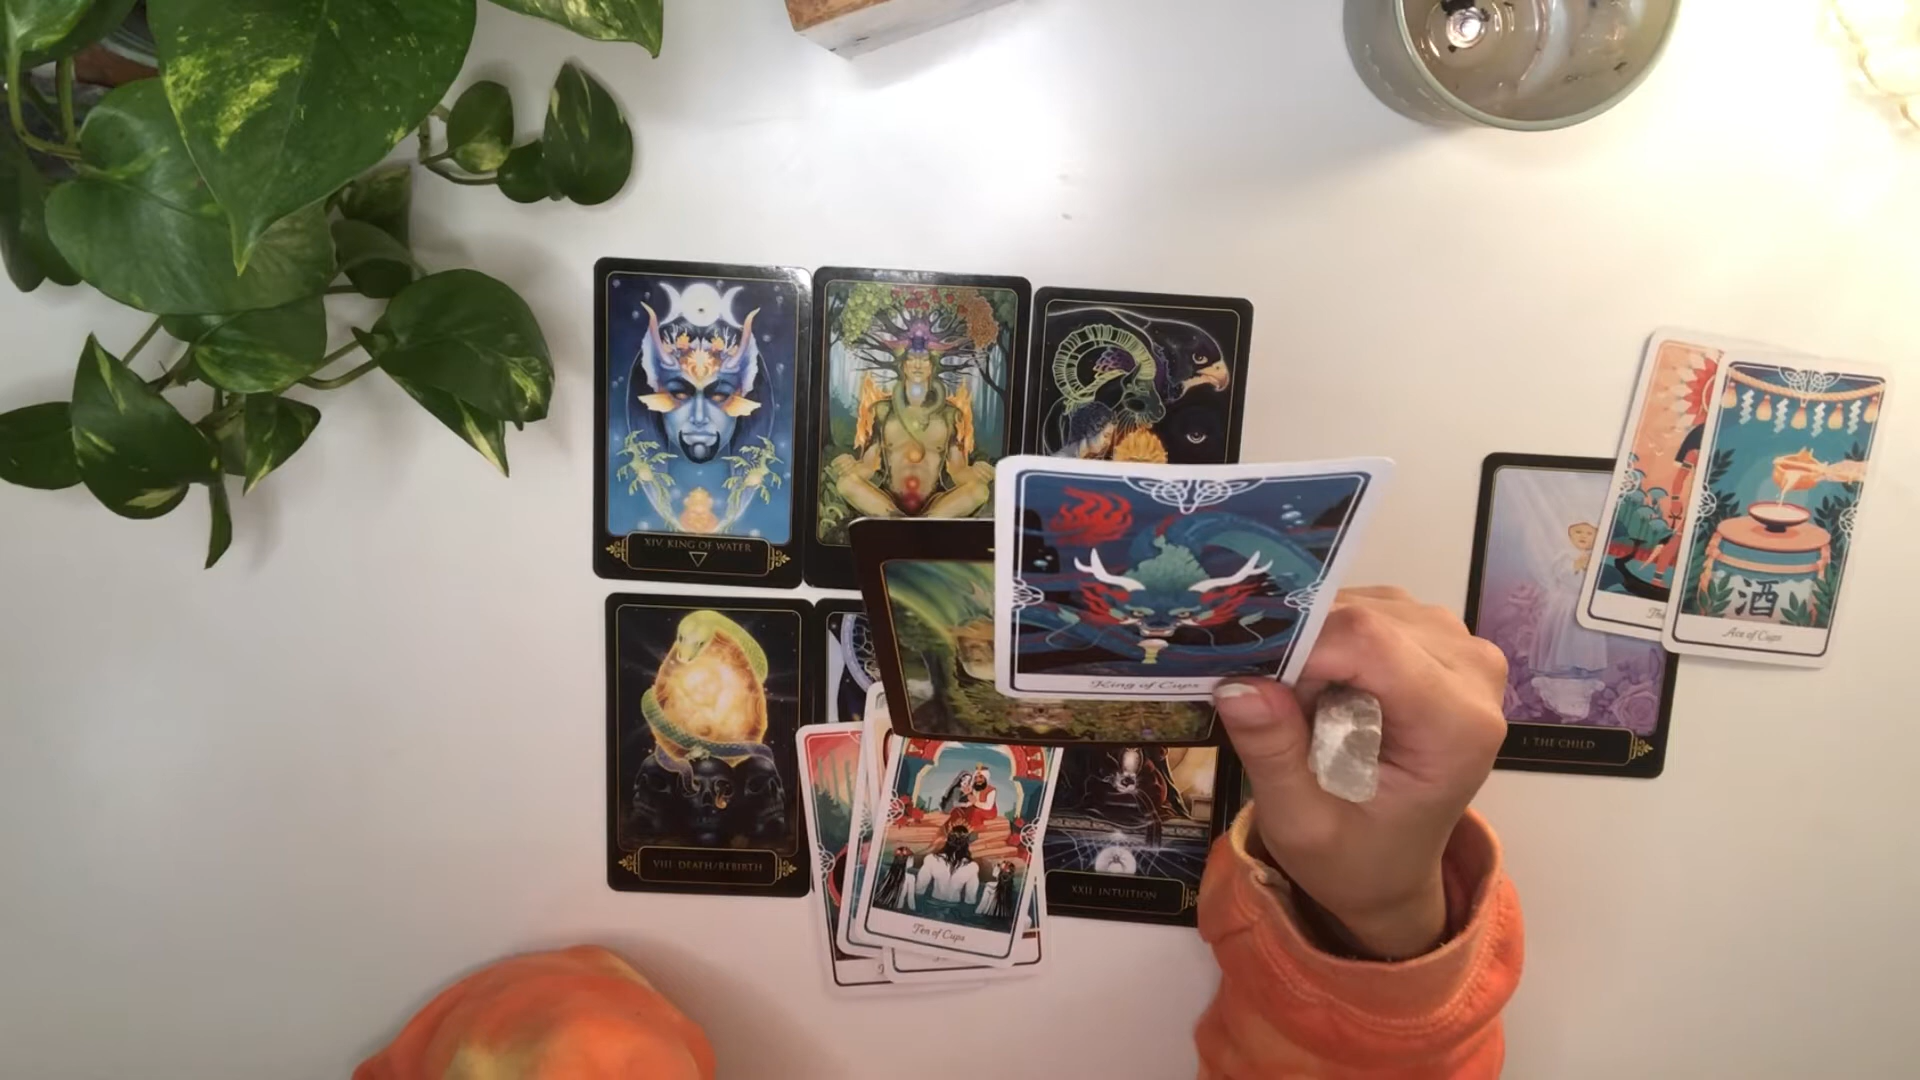 XIV. KING OF WATER
King of Cups
Ace of Cups
酒
I. THE CHILD
VIII. DEATH/REBIRTH
XXII. INTUITION
Ten of Cups